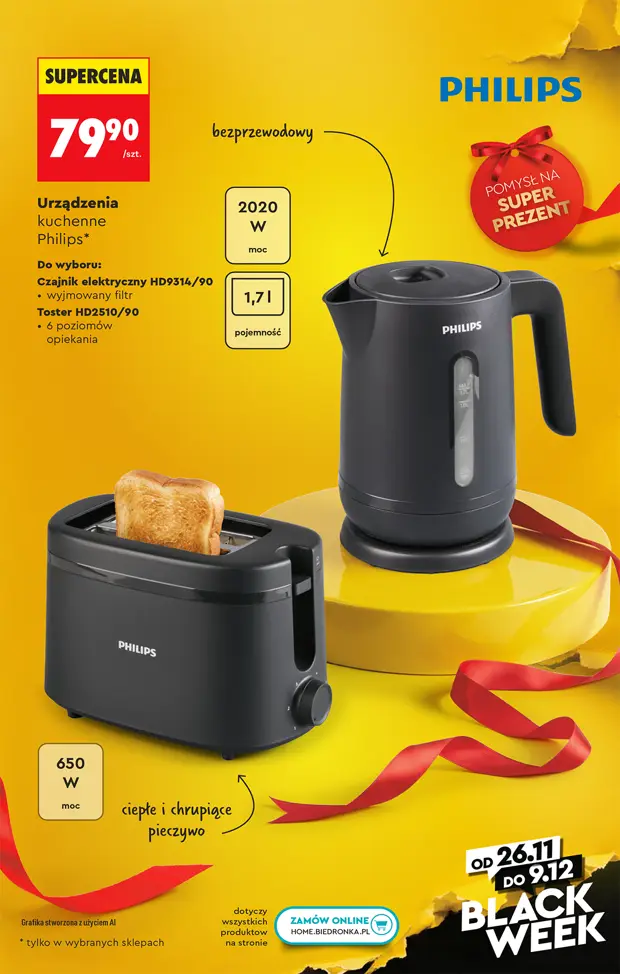 SUPERCENA
79 90
/szt.
PHILIPS
bezprzewodowy
POMYSŁ NA
SUPER
PREZENT
Urządzenia
kuchenne
Philips*
Do wyboru:
Czajnik elektryczny HD9314/90
• wyjmowany filtr
Toster HD2510/90
• 6 poziomów
opiekania
2020
W
moc
1,7 l
pojemność
PHILIPS
PHILIPS
650
W
moc
ciepłe i chrupiące
pieczywo
OD 26.11
DO 9.12
BLACK
WEEK
Grafika stworzona z użyciem AI
* tylko w wybranych sklepach
dotyczy
wszystkich
produktów
na stronie
ZAMÓW ONLINE
HOME.BIEDRONKA.PL